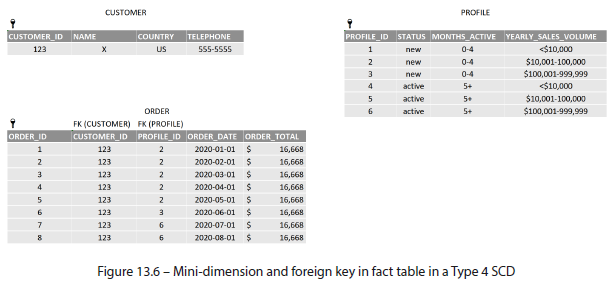 CUSTOMER
CUSTOMER_ID NAME COUNTRY TELEPHONE
123 X US 555-5555
PROFILE
PROFILE_ID STATUS MONTHS_ACTIVE YEARLY_SALES_VOLUME
1 new 0-4 <$10,000
2 new 0-4 $10,001-100,000
3 new 0-4 $100,001-999,999
4 active 5+ <$10,000
5 active 5+ $10,001-100,000
6 active 5+ $100,001-999,999
ORDER
FK (CUSTOMER) FK (PROFILE)
ORDER_ID CUSTOMER_ID PROFILE_ID ORDER_DATE ORDER_TOTAL
1 123 2 2020-01-01 $ 16,668
2 123 2 2020-02-01 $ 16,668
3 123 2 2020-03-01 $ 16,668
4 123 2 2020-04-01 $ 16,668
5 123 2 2020-05-01 $ 16,668
6 123 3 2020-06-01 $ 16,668
7 123 6 2020-07-01 $ 16,668
8 123 6 2020-08-01 $ 16,668
Figure 13.6 – Mini-dimension and foreign key in fact table in a Type 4 SCD